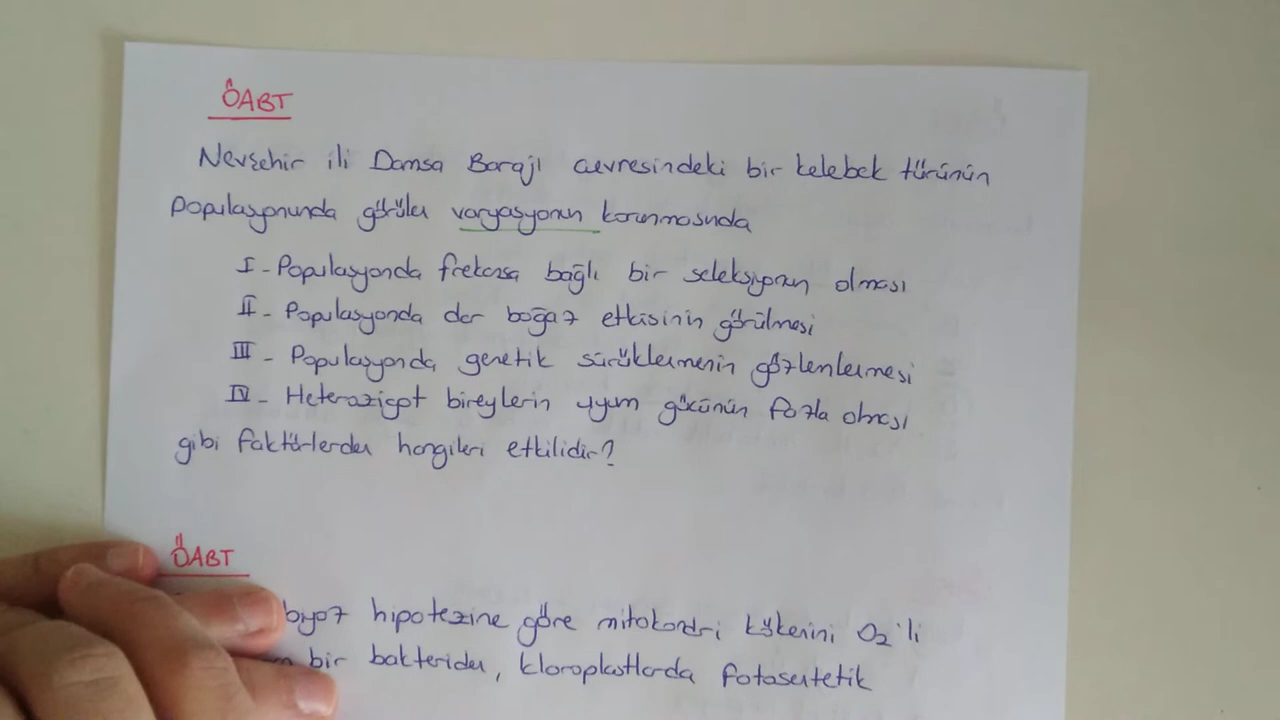 ÖABT
Nevşehir ili Damsa Barajı çevresindeki bir kelebek türünün
Populasyonunda görülen varyasyonun korunmasında
I - Populasyonda frekansa bağlı bir seleksiyonun olması
II - Populasyonda dar boğaz etkisinin görülmesi
III - Populasyonda genetik sürüklenmenin gözlenlenmesi
IV - Heterozigot bireylerin uyum gücünün fazla olması
gibi faktörlerden hangileri etkilidir?
ÖABT
biyoz hipotezine göre mitokondri kökenini O2'li
bir bakteriden, kloroplastlarda fotosentetik